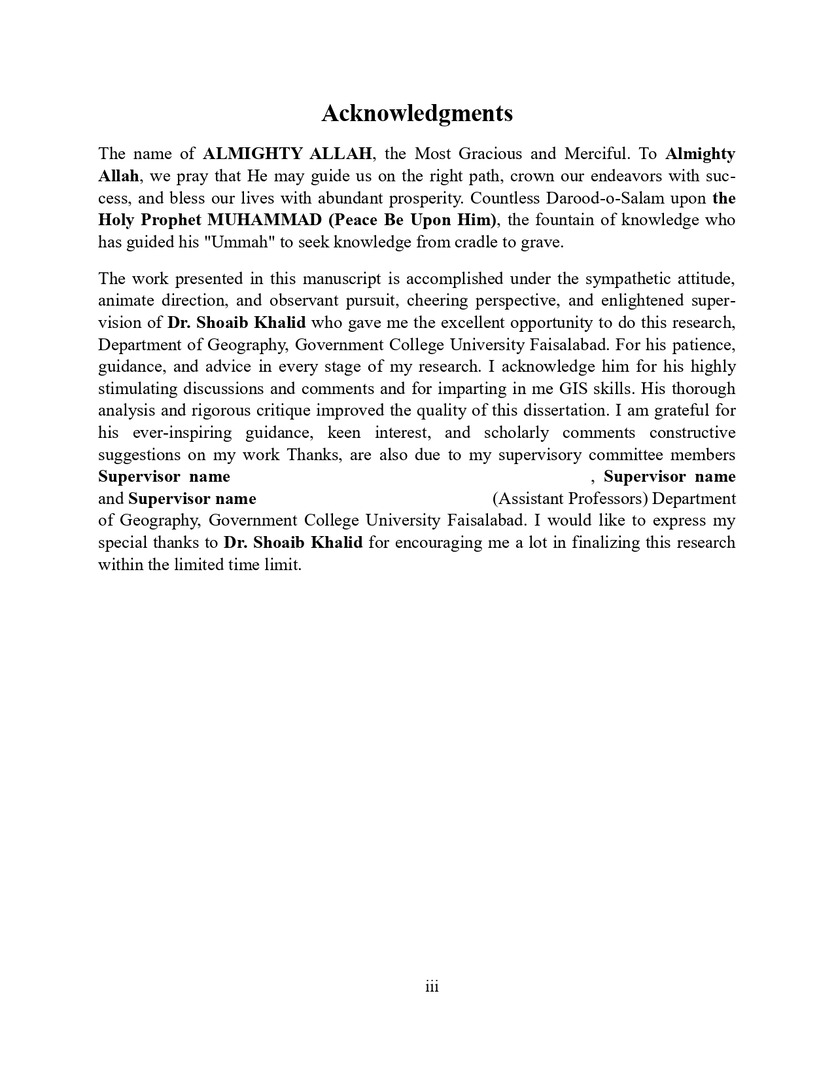 Acknowledgments
The name of ALMIGHTY ALLAH, the Most Gracious and Merciful. To Almighty
Allah, we pray that He may guide us on the right path, crown our endeavors with suc-
cess, and bless our lives with abundant prosperity. Countless Darood-o-Salam upon the
Holy Prophet MUHAMMAD (Peace Be Upon Him), the fountain of knowledge who
has guided his "Ummah" to seek knowledge from cradle to grave.
The work presented in this manuscript is accomplished under the sympathetic attitude,
animate direction, and observant pursuit, cheering perspective, and enlightened super-
vision of Dr. Shoaib Khalid who gave me the excellent opportunity to do this research,
Department of Geography, Government College University Faisalabad. For his patience,
guidance, and advice in every stage of my research. I acknowledge him for his highly
stimulating discussions and comments and for imparting in me GIS skills. His thorough
analysis and rigorous critique improved the quality of this dissertation. I am grateful for
his ever-inspiring guidance, keen interest, and scholarly comments constructive
suggestions on my work Thanks, are also due to my supervisory committee members
Supervisor name , Supervisor name
and Supervisor name (Assistant Professors) Department
of Geography, Government College University Faisalabad. I would like to express my
special thanks to Dr. Shoaib Khalid for encouraging me a lot in finalizing this research
within the limited time limit.
iii